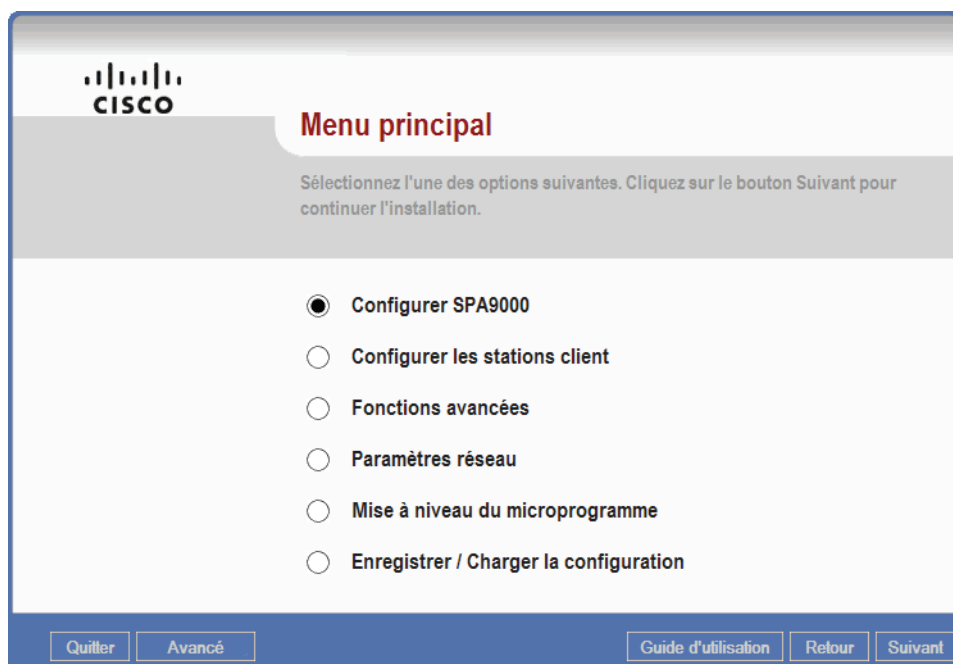 CISCO
Menu principal
Sélectionnez l'une des options suivantes. Cliquez sur le bouton Suivant pour
continuer l'installation.
Configurer SPA9000
Configurer les stations client
Fonctions avancées
Paramètres réseau
Mise à niveau du microprogramme
Enregistrer / Charger la configuration
Quitter Avancé Guide d'utilisation Retour Suivant